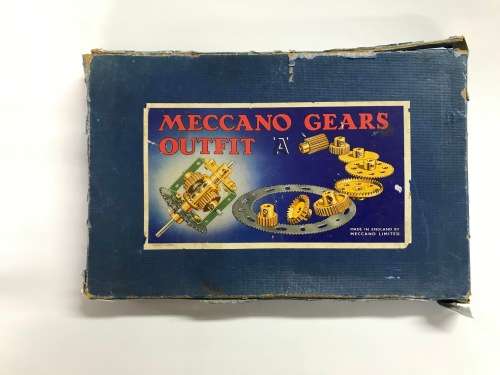 MECCANO GEARS
OUTFIT "A"
MADE IN ENGLAND BY
MECCANO LIMITED